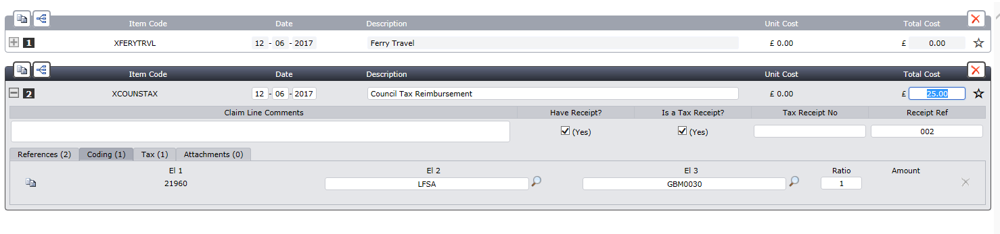 Item Code Date Description Unit Cost Total Cost
1 XFERYTRVL 12 - 06 - 2017 Ferry Travel £ 0.00 £ 0.00
Item Code Date Description Unit Cost Total Cost
2 XCOUNSTAX 12 - 06 - 2017 Council Tax Reimbursement £ 0.00 £ 25.00
Claim Line Comments Have Receipt? Is a Tax Receipt? Tax Receipt No Receipt Ref
(Yes) (Yes) 002
References (2) Coding (1) Tax (1) Attachments (0)
El 1 El 2 El 3 Ratio Amount
21960 LFSA GBM0030 1